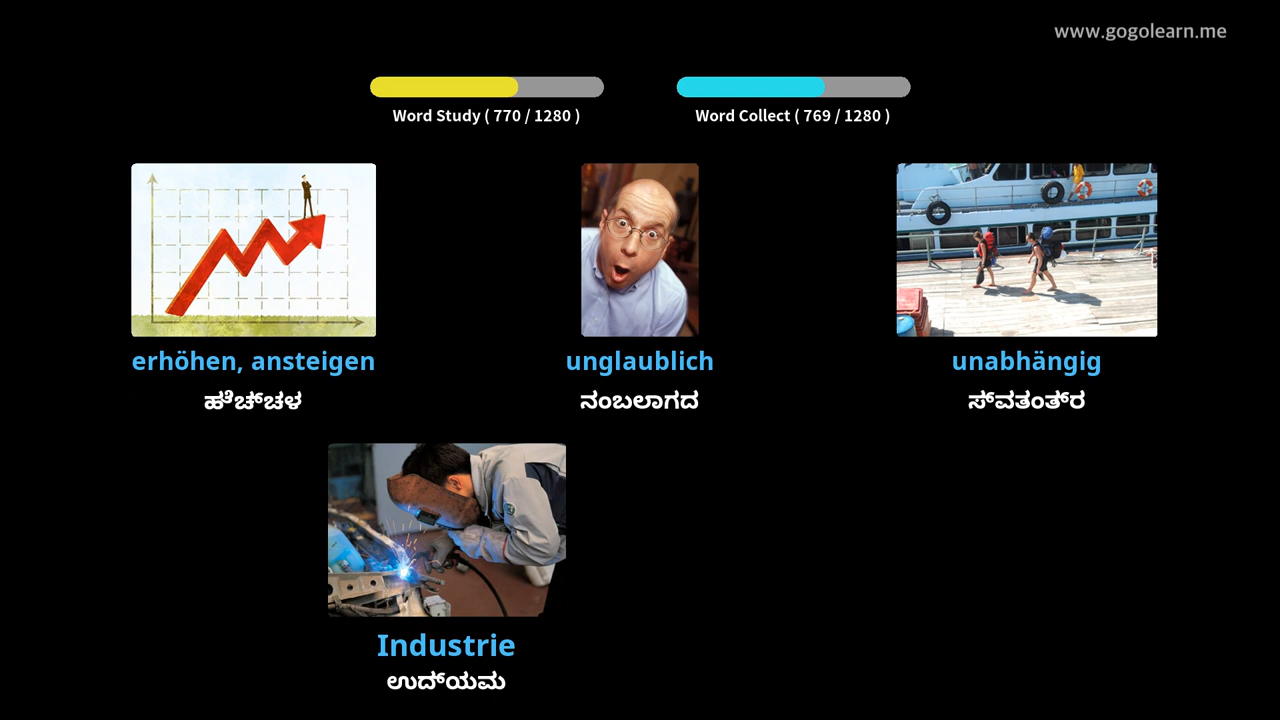 www.gogolearn.me
Word Study ( 770 / 1280 )
Word Collect ( 769 / 1280 )
erhöhen, ansteigen
ಹೆಚ್ಚಳ
unglaublich
ನಂಬಲಾಗದ
unabhängig
ಸ್ವತಂತ್ರ
Industrie
ಉದ್ಯಮ